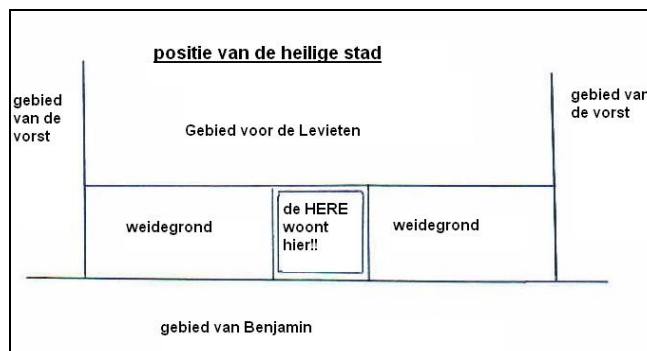 positie van de heilige stad
gebied
van de
vorst
gebied van
de vorst
Gebied voor de Levieten
weidegrond
de HERE
woont
hier!!
weidegrond
gebied van Benjamin